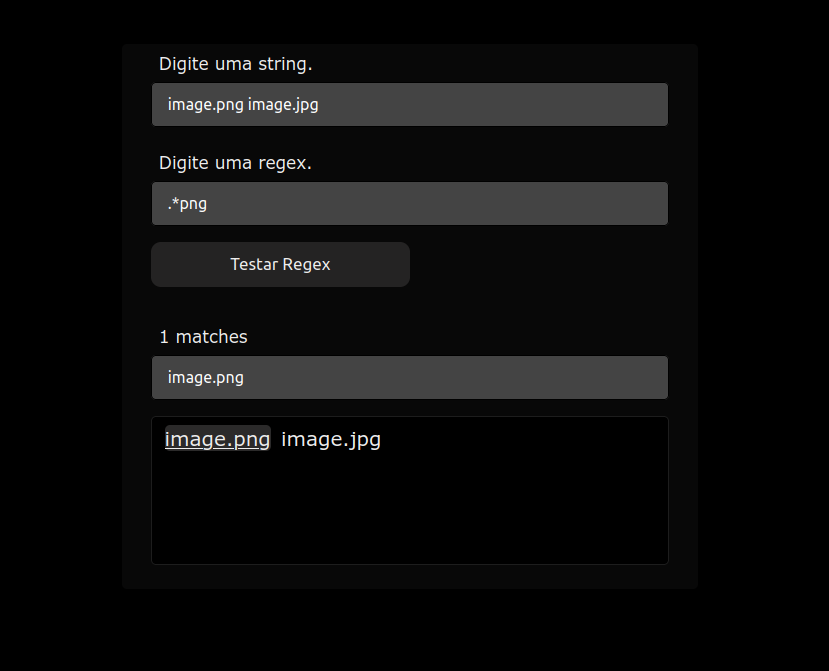 Digite uma string.
image.png image.jpg
Digite uma regex.
.*png
Testar Regex
1 matches
image.png
image.png image.jpg